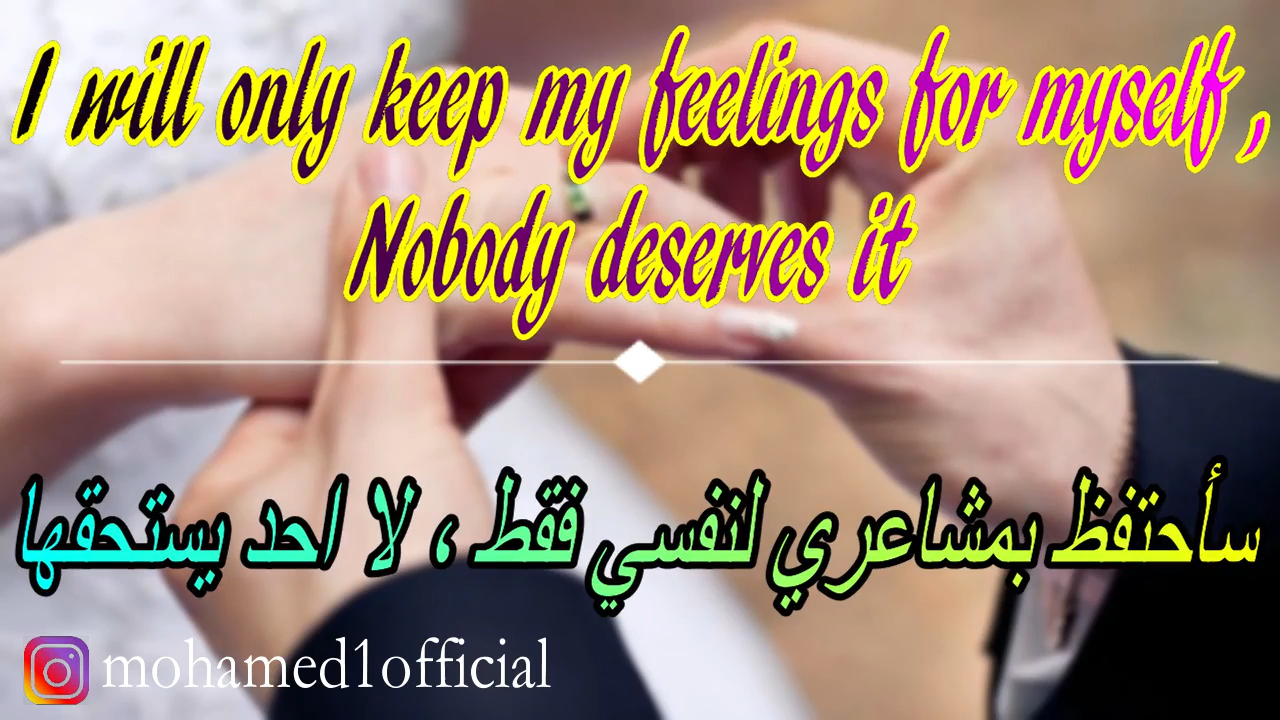 I will only keep my feelings for myself ,
Nobody deserves it
سأحتفظ بمشاعري لنفسي فقط ، لا احد يستحقها
mohamed1official